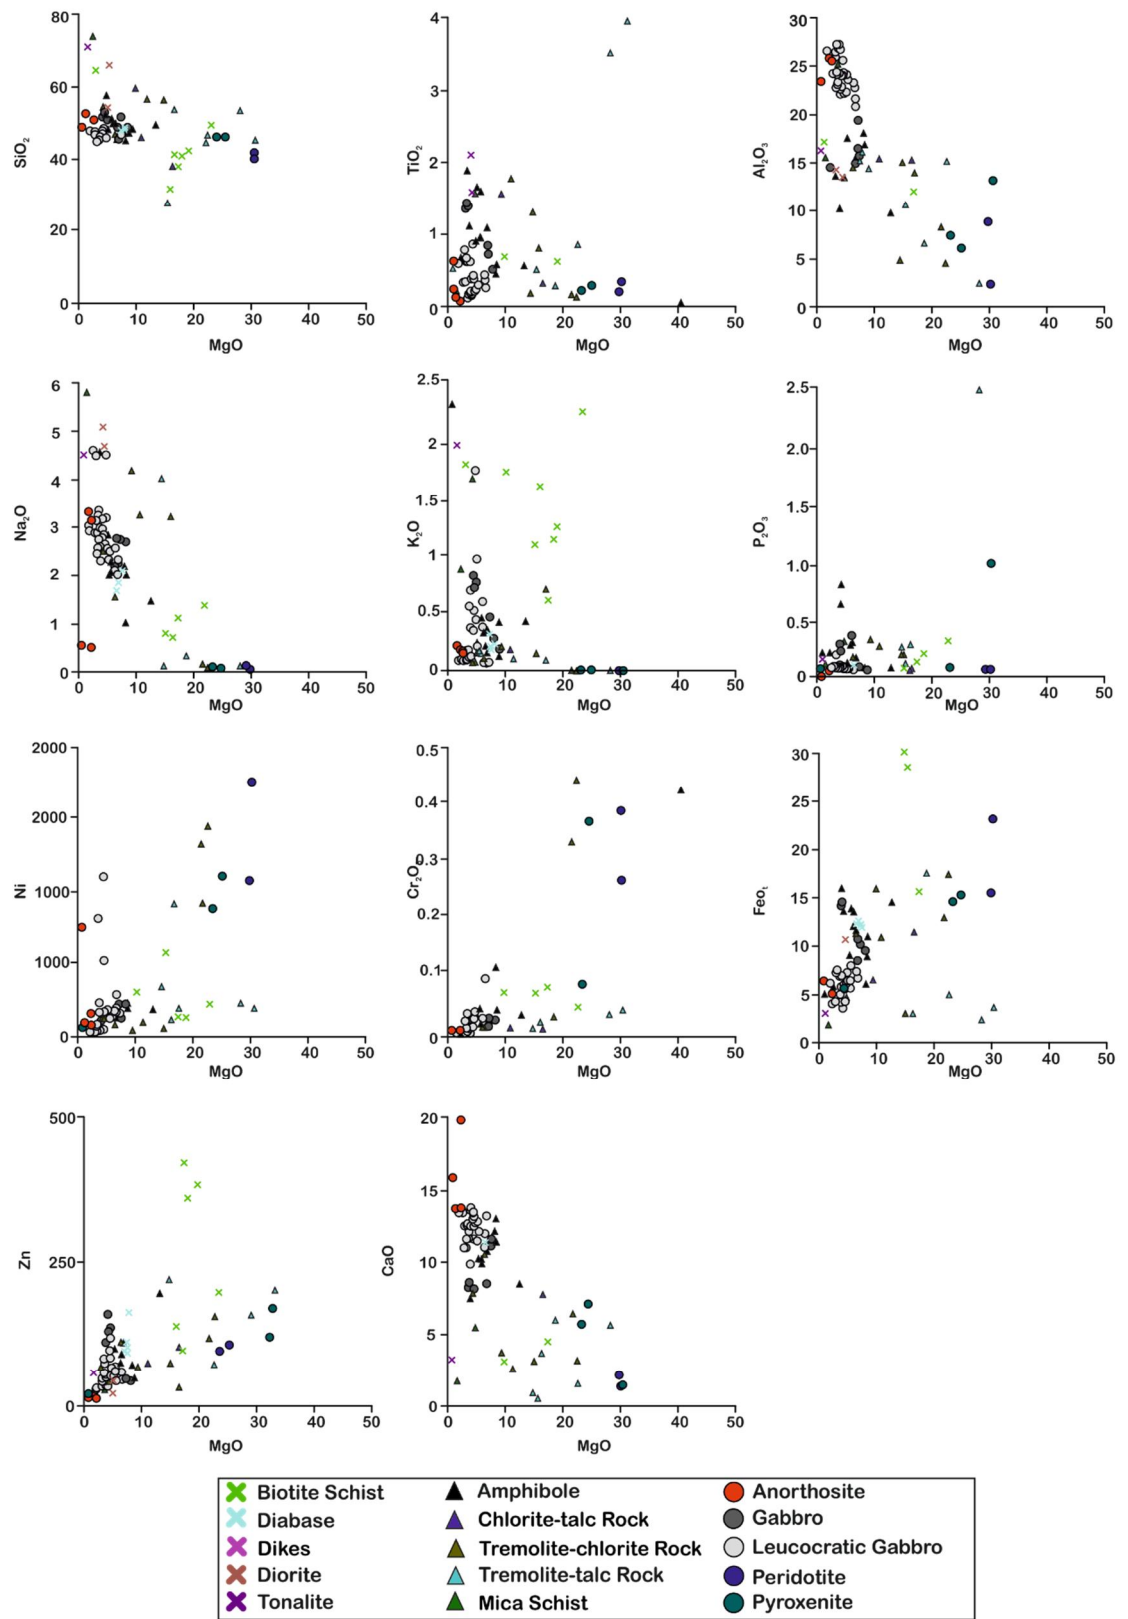 80
60
40
20
0
SiO2
0 10 20 30 40 50
MgO
4
2
1
0
TiO2
0 10 20 30 40 50
MgO
30
25
20
15
10
5
0
Al2O3
0 10 20 30 40 50
MgO
6
5
4
3
2
1
0
Na2O
0 10 20 30 40 50
MgO
2.5
2
1.5
1
0.5
0
K2O
0 10 20 30 40 50
MgO
2.5
2.0
1.5
1.0
0.5
0
P2O3
0 10 20 30 40 50
MgO
2000
2000
1000
1000
0
Ni
0 10 20 30 40 50
MgO
0.5
0.4
0.3
0.2
0.1
0
Cr2O
0 10 20 30 40 50
MgO
30
25
20
15
10
5
0
Feot
0 10 20 30 40 50
MgO
500
250
0
Zn
0 10 20 30 40 50
MgO
20
15
10
5
0
CaO
0 10 20 30 40 50
MgO
Biotite Schist
Diabase
Dikes
Diorite
Tonalite
Amphibole
Chlorite-talc Rock
Tremolite-chlorite Rock
Tremolite-talc Rock
Mica Schist
Anorthosite
Gabbro
Leucocratic Gabbro
Peridotite
Pyroxenite